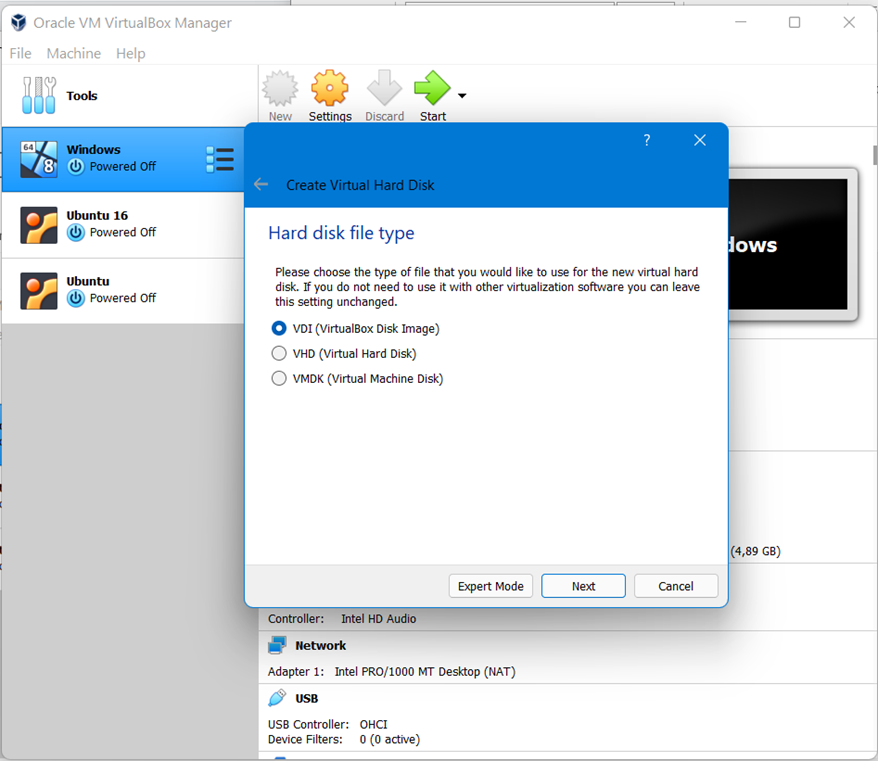 Oracle VM VirtualBox Manager
File Machine Help
Tools
New Settings Discard Start
64
8
Windows
Powered Off
Ubuntu 16
Powered Off
Ubuntu
Powered Off
?
Create Virtual Hard Disk
Hard disk file type
Please choose the type of file that you would like to use for the new virtual hard
disk. If you do not need to use it with other virtualization software you can leave
this setting unchanged.
VDI (VirtualBox Disk Image)
VHD (Virtual Hard Disk)
VMDK (Virtual Machine Disk)
Expert Mode Next Cancel
dows
(4,89 GB)
Controller: Intel HD Audio
Network
Adapter 1: Intel PRO/1000 MT Desktop (NAT)
USB
USB Controller: OHCI
Device Filters: 0 (0 active)